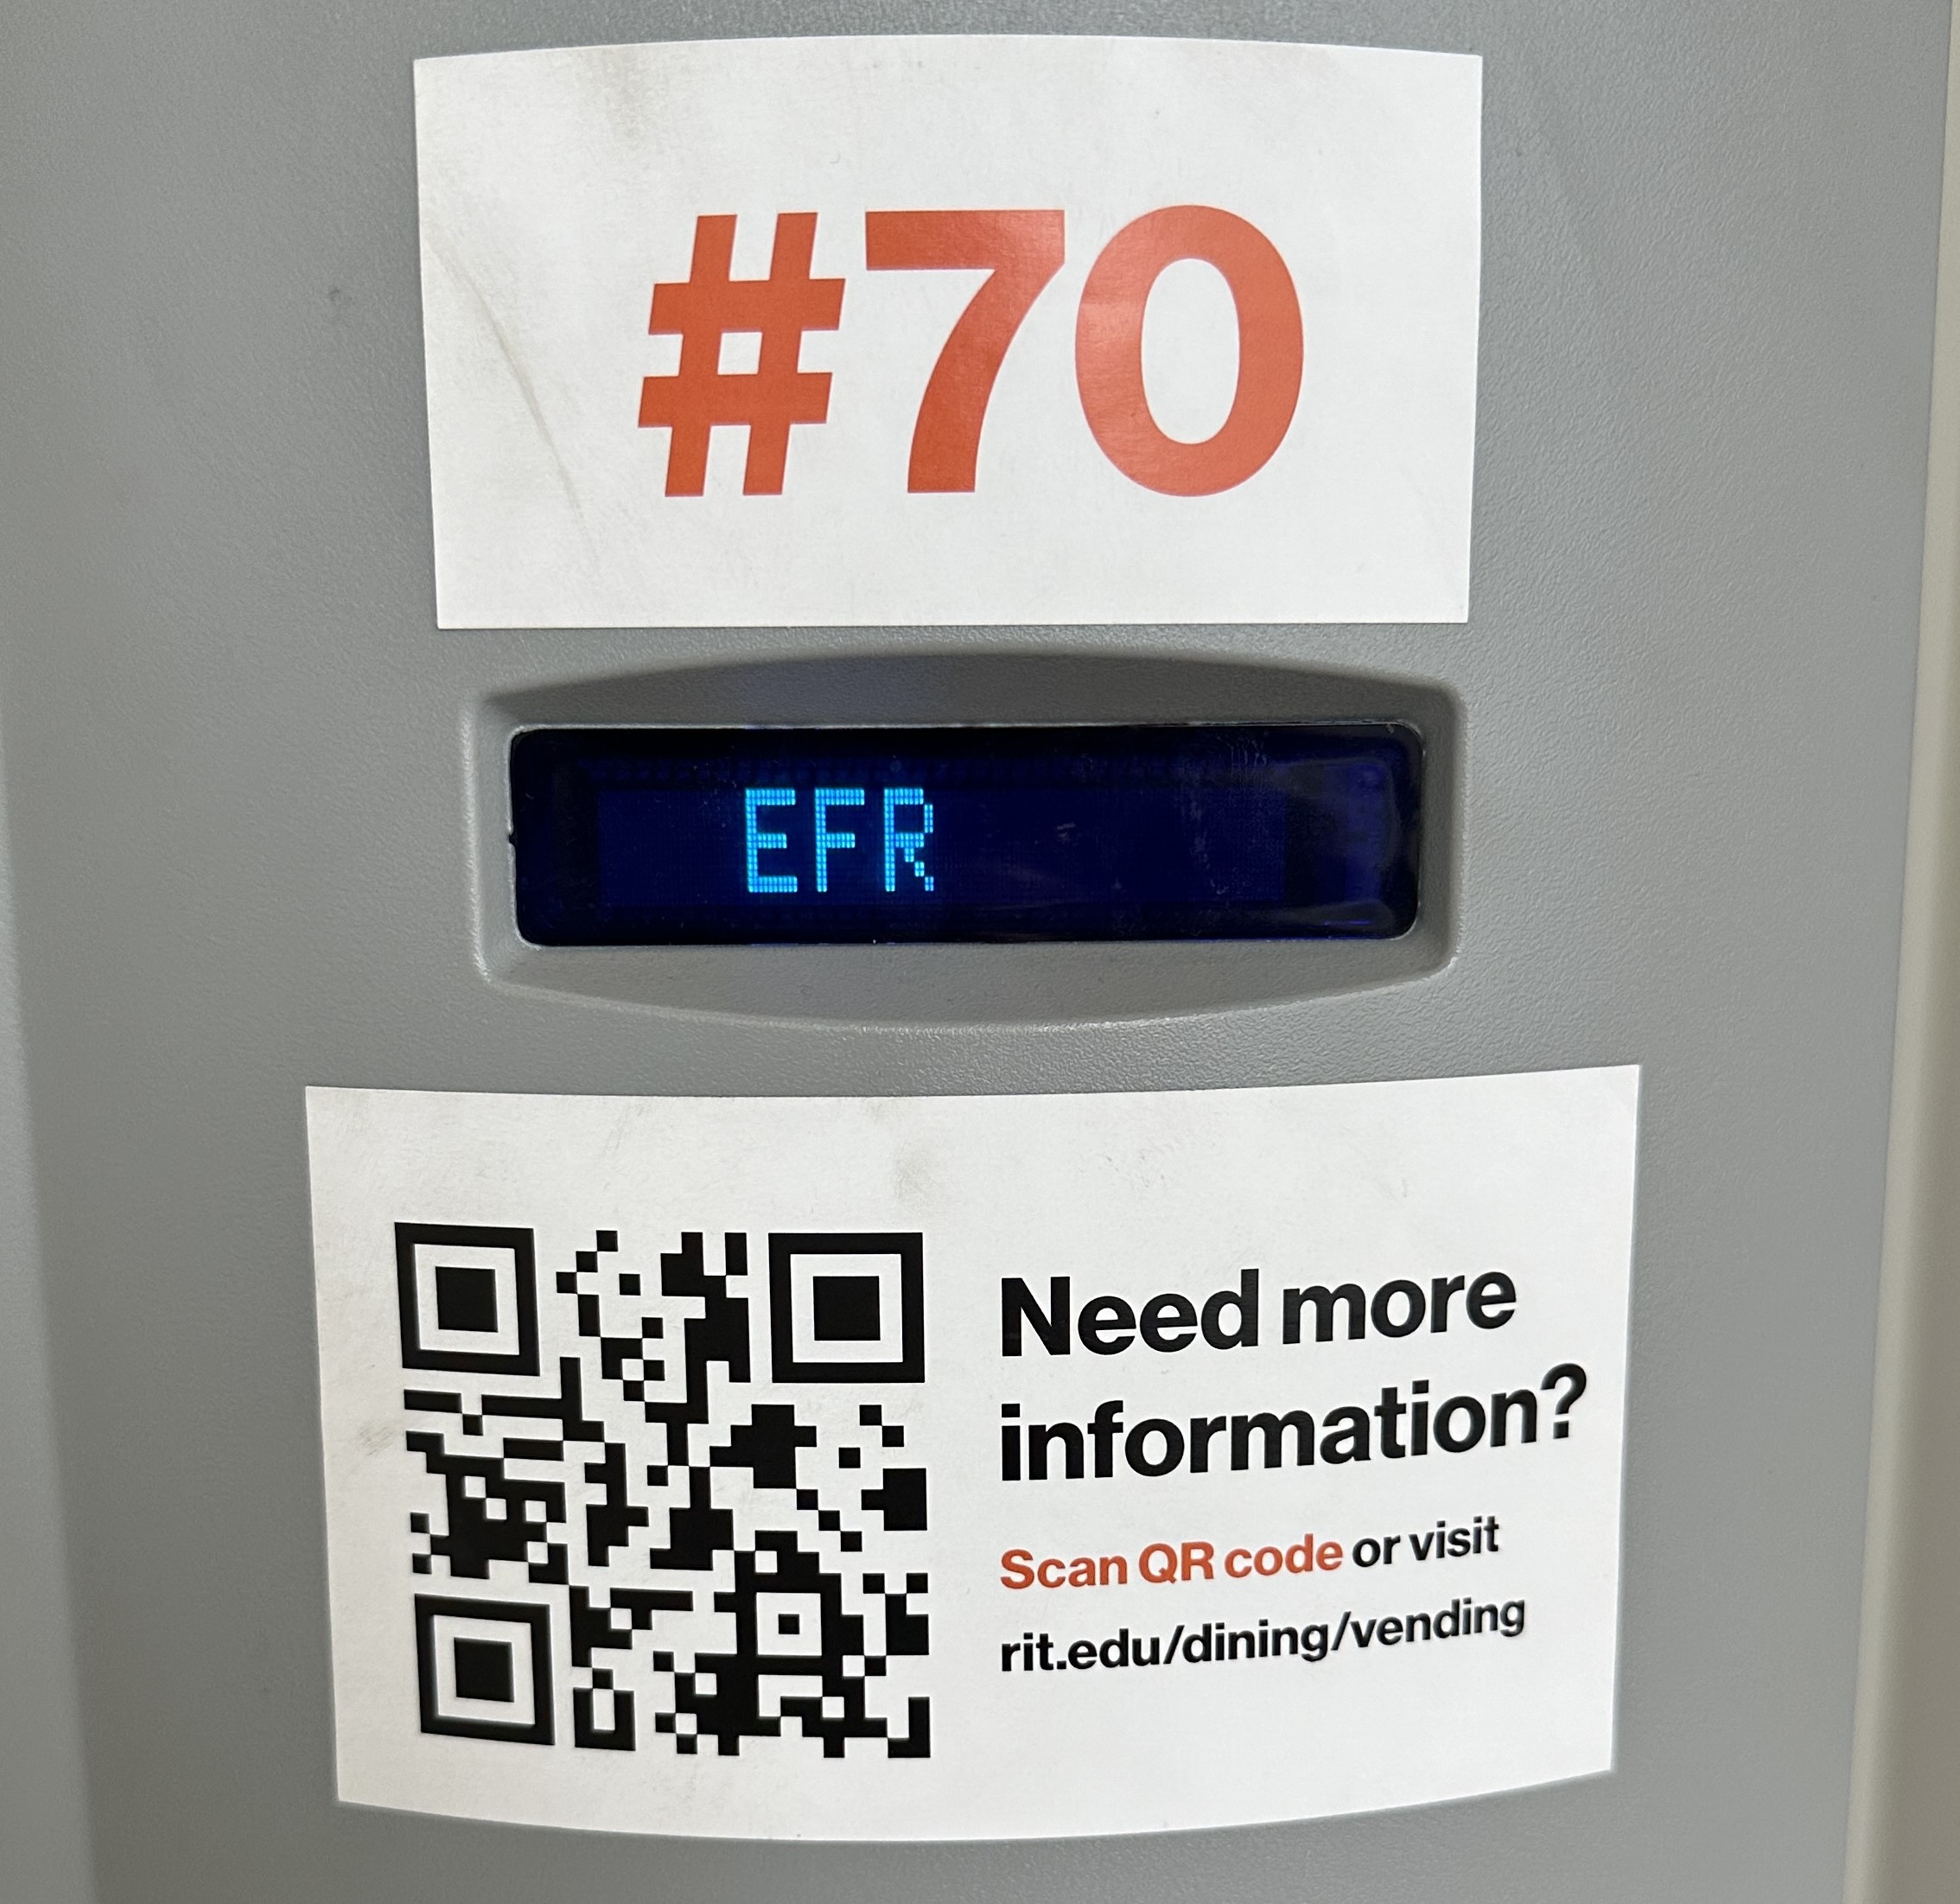 #70
EFR
Need more
information?
Scan QR code or visit
rit.edu/dining/vending